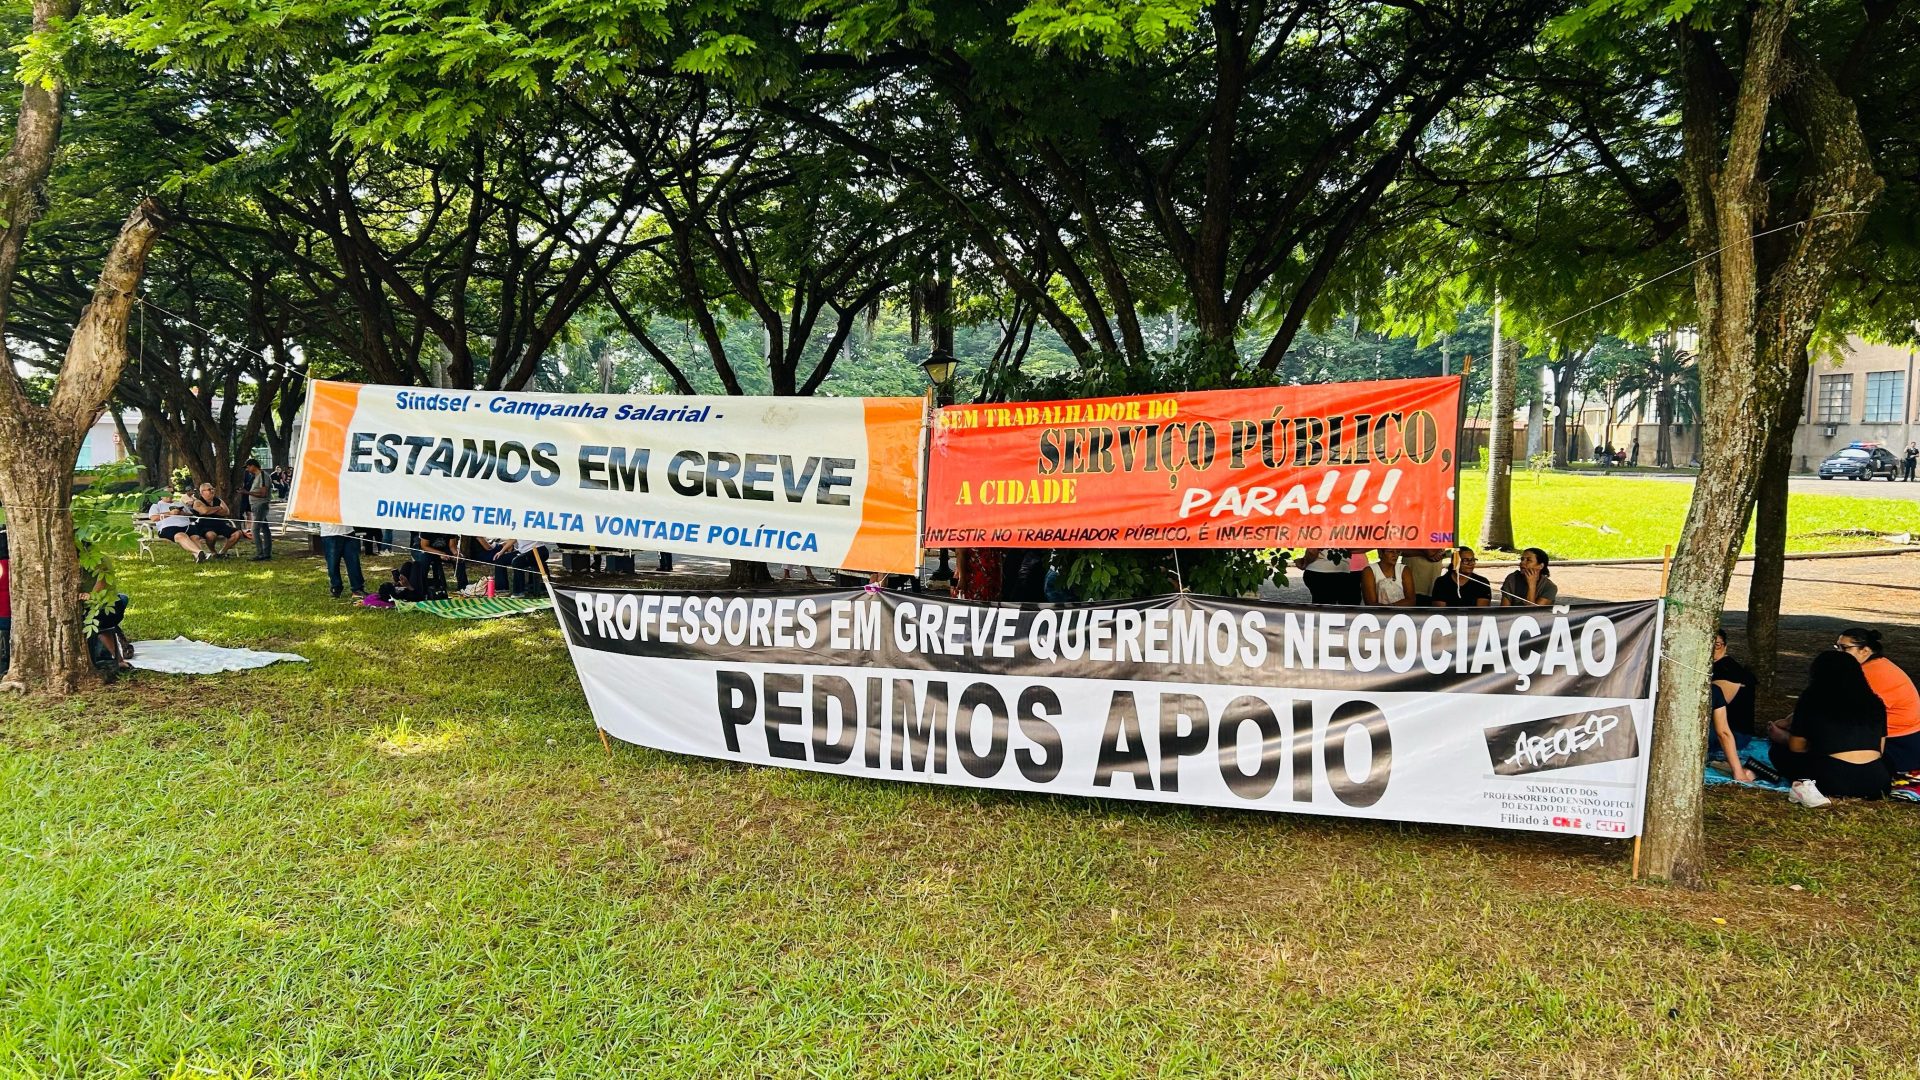 Sindsel - Campanha Salarial -
ESTAMOS EM GREVE
DINHEIRO TEM, FALTA VONTADE POLÍTICA
SEM TRABALHADOR DO
SERVIÇO PÚBLICO,
A CIDADE
PARA!!!
INVESTIR NO TRABALHADOR PÚBLICO, É INVESTIR NO MUNICÍPIO
PROFESSORES EM GREVE QUEREMOS NEGOCIAÇÃO
PEDIMOS APOIO
APEOESP
SINDICATO DOS
PROFESSORES DO ENSINO OFICIA
DO ESTADO DE SÃO PAULO
Filiado à CNTE e CUT